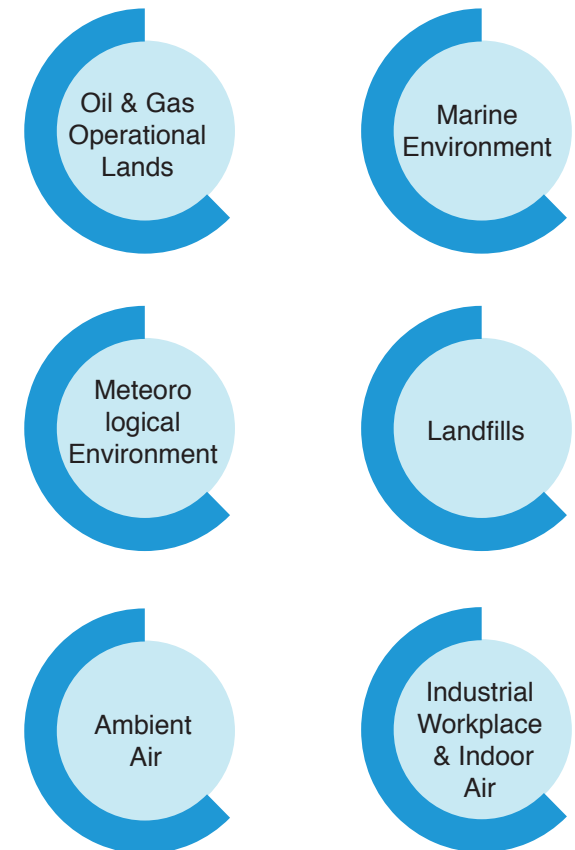 Oil & Gas
Operational
Lands
Marine
Environment
Meteoro
logical
Environment
Landfills
Ambient
Air
Industrial
Workplace
& Indoor
Air